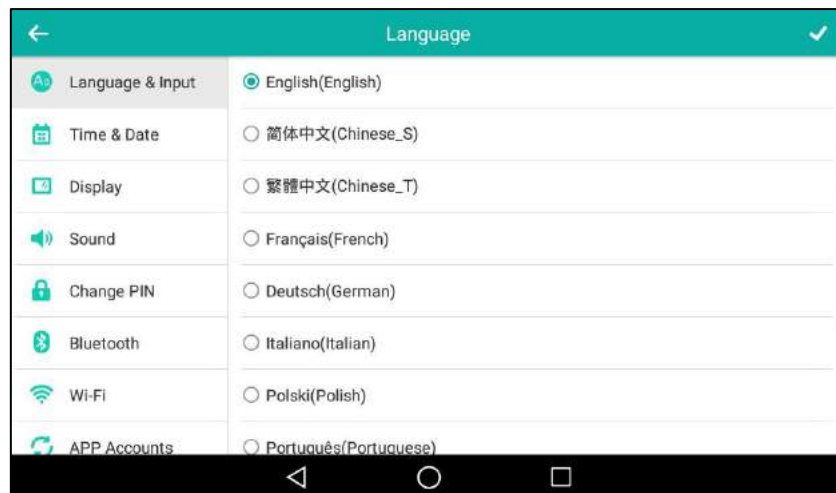 Language
Language & Input
Time & Date
Display
Sound
Change PIN
Bluetooth
Wi-Fi
APP Accounts
English(English)
简体中文(Chinese_S)
繁體中文(Chinese_T)
Français(French)
Deutsch(German)
Italiano(Italian)
Polski(Polish)
Português(Portuguese)